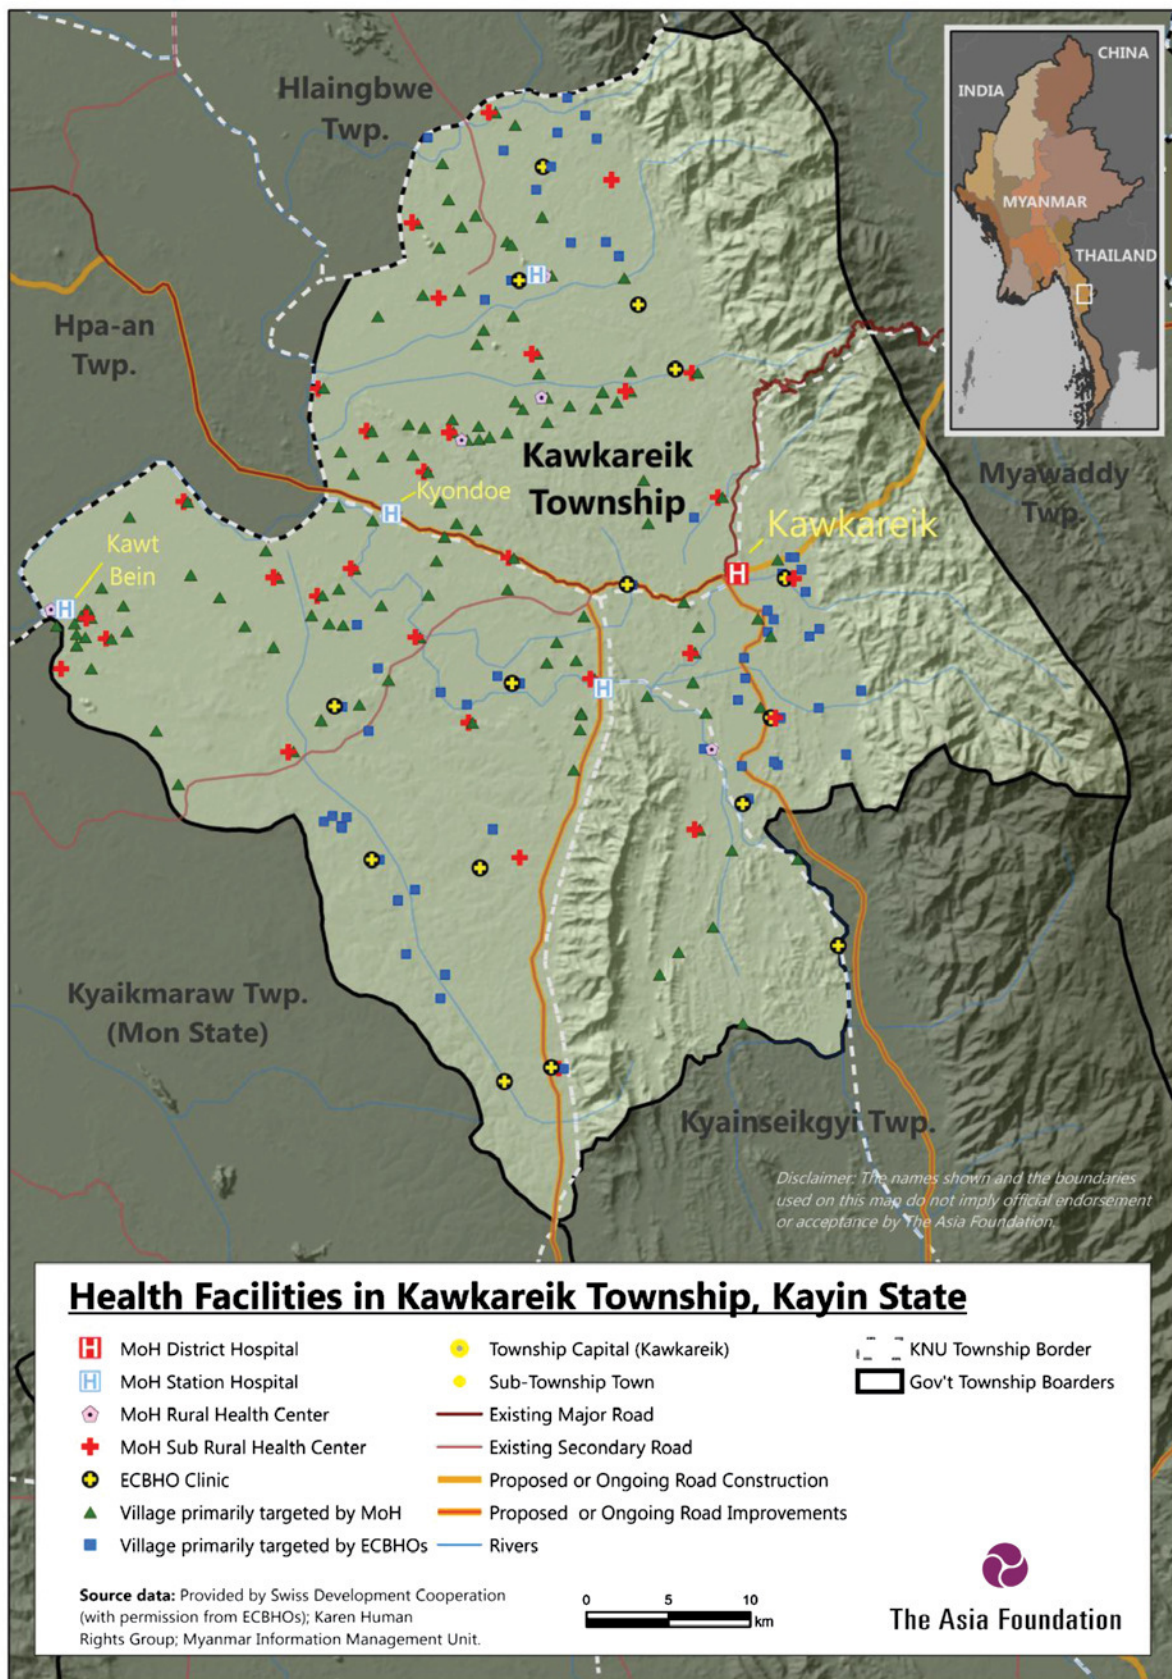 CHINA
INDIA
MYANMAR
THAILAND
Hlaingbwe
Twp.
Hpa-an
Twp.
Kawkareik
Township
Kyondoe
Kawkareik
Myawaddy
Twp.
Kawt
Bein
H
H
H
H
H
Kyaikmaraw Twp.
(Mon State)
Kyainseikgyi Twp.
Disclaimer: The names shown and the boundaries
used on this map do not imply official endorsement
or acceptance by The Asia Foundation.
Health Facilities in Kawkareik Township, Kayin State
H MoH District Hospital
H MoH Station Hospital
MoH Rural Health Center
MoH Sub Rural Health Center
ECBHO Clinic
Village primarily targeted by MoH
Village primarily targeted by ECBHOs
Township Capital (Kawkareik)
Sub-Township Town
Existing Major Road
Existing Secondary Road
Proposed or Ongoing Road Construction
Proposed or Ongoing Road Improvements
Rivers
KNU Township Border
Gov't Township Boarders
Source data: Provided by Swiss Development Cooperation
(with permission from ECBHOs); Karen Human
Rights Group; Myanmar Information Management Unit.
0 5 10
km
The Asia Foundation